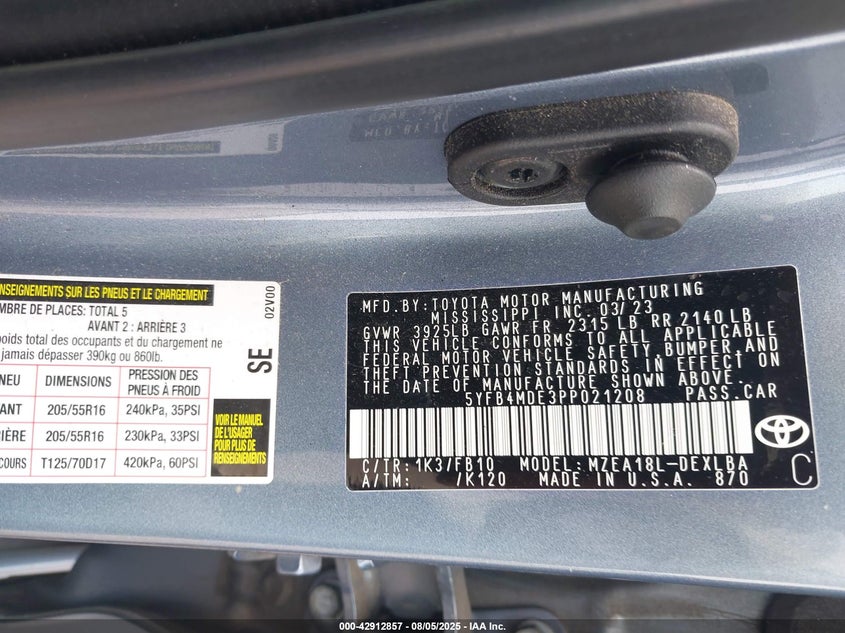 ENSEIGNEMENTS SUR LES PNEUS ET LE CHARGEMENT
MBRE DE PLACES: TOTAL 5
AVANT 2 : ARRIÈRE 3
poids total des occupants et du chargement ne
jamais dépasser 390kg ou 860lb.
NEU DIMENSIONS PRESSION DES PNEUS À FROID
ANT 205/55R16 240kPa, 35PSI
IÈRE 205/55R16 230kPa, 33PSI
COURS T125/70D17 420kPa, 60PSI
02V00
SE
VOIR LE MANUEL
DE L'USAGER
POUR PLUS DE
RENSEIGNEMENTS
MFD.BY:TOYOTA MOTOR MANUFACTURING
MISSISSIPPI INC. 03/23
GVWR 3925LB GAWR FR. 2315 LB RR 2140 LB
THIS VEHICLE CONFORMS TO ALL APPLICABLE
FEDERAL MOTOR VEHICLE SAFETY, BUMPER AND
THEFT PREVENTION STANDARDS IN EFFECT ON
THE DATE OF MANUFACTURE SHOWN ABOVE.
5YFB4MDE3PP021208 PASS.CAR
C/TR: 1K37/FB10 MODEL: MZEA18L-DEXLBA
A/TM: /K120 MADE IN U.S.A. 870
C
000-42912857 - 08/05/2025 - IAA Inc.